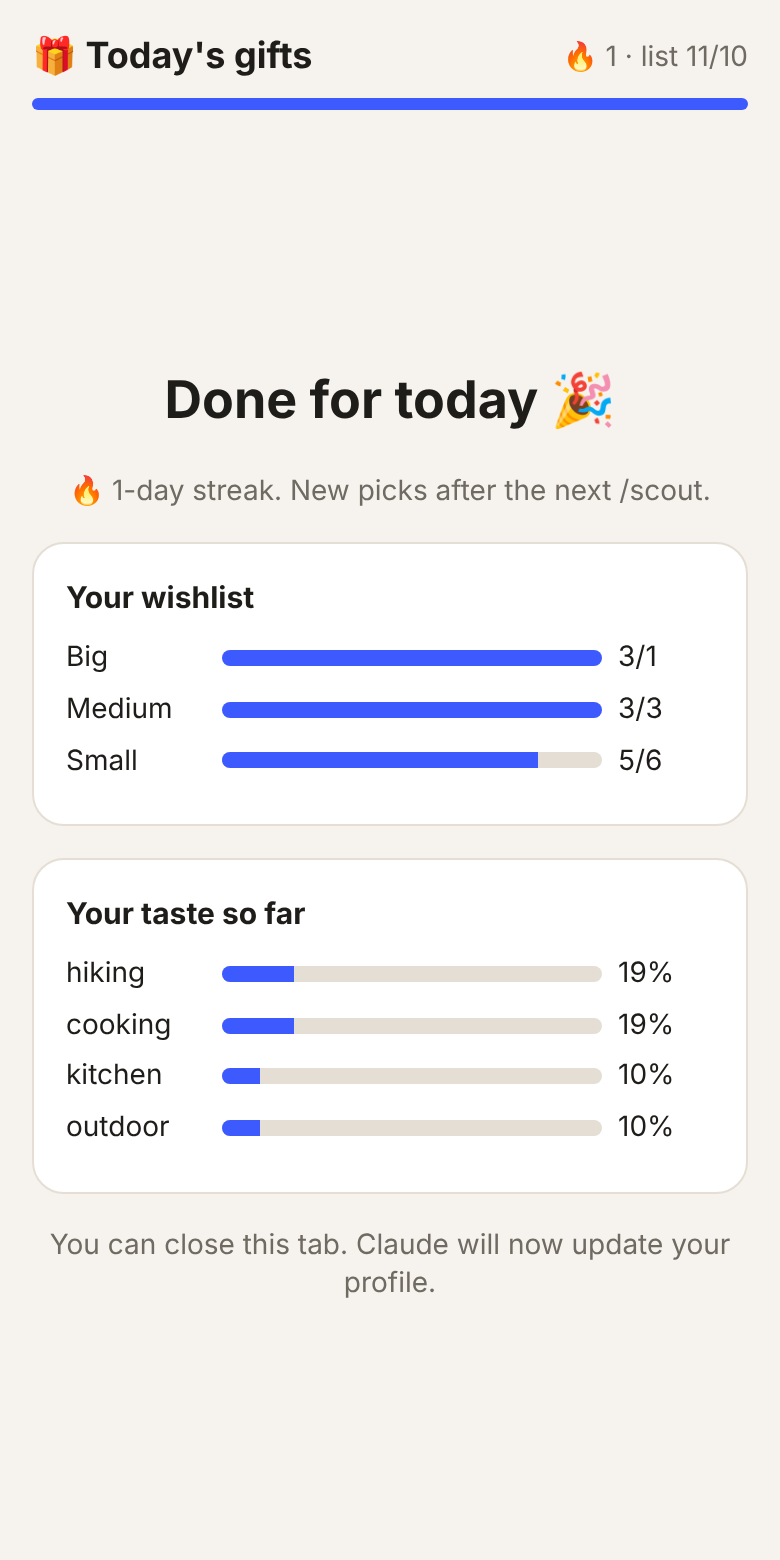 🎁 Today's gifts
🔥 1 · list 11/10
Done for today 🎉
🔥 1-day streak. New picks after the next /scout.
Your wishlist
Big 3/1
Medium 3/3
Small 5/6
Your taste so far
hiking 19%
cooking 19%
kitchen 10%
outdoor 10%
You can close this tab. Claude will now update your
profile.